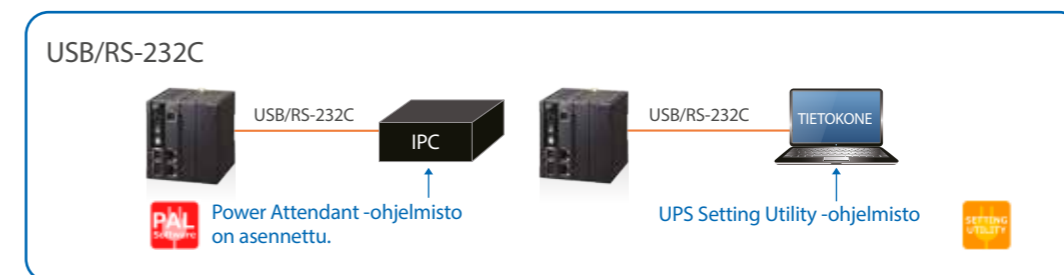 USB/RS-232C
USB/RS-232C
IPC
USB/RS-232C
TIETOKONE
PAL
Software
Power Attendant -ohjelmisto
on asennettu.
UPS Setting Utility -ohjelmisto
SETTING
UTILITY